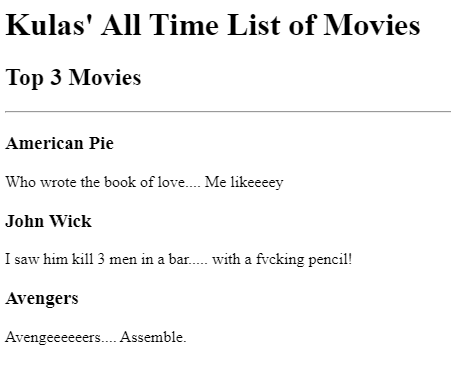 Kulas' All Time List of Movies
Top 3 Movies
American Pie
Who wrote the book of love.... Me likeeeey
John Wick
I saw him kill 3 men in a bar..... with a fvcking pencil!
Avengers
Avengeeeeeers.... Assemble.